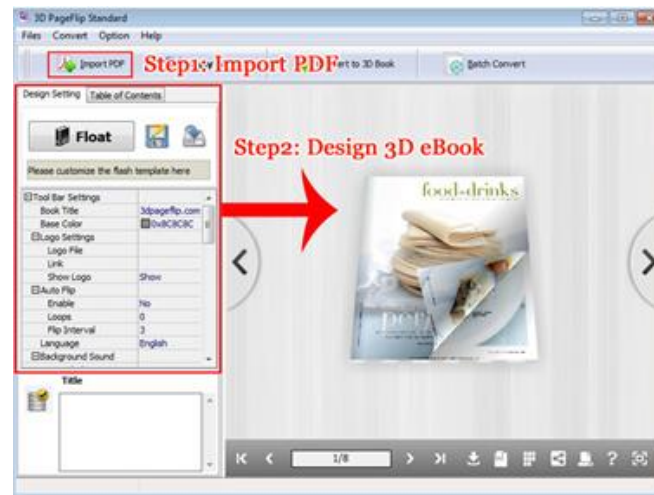 3D PageFlip Standard
Files Convert Option Help
Import PDF
Step1: Import PDF
ert to 3D Book
Batch Convert
Design Setting Table of Contents
Float
Please customize the flash template here
Step2: Design 3D eBook
Tool Bar Settings
Book Title 3dpageflip.com
Base Color 0x8C8C8C
Logo Settings
Logo File
Link
Show Logo Show
Auto Flip
Enable No
Loops 0
Flip Interval 3
Language English
Background Sound
food+drinks
Title
1/8